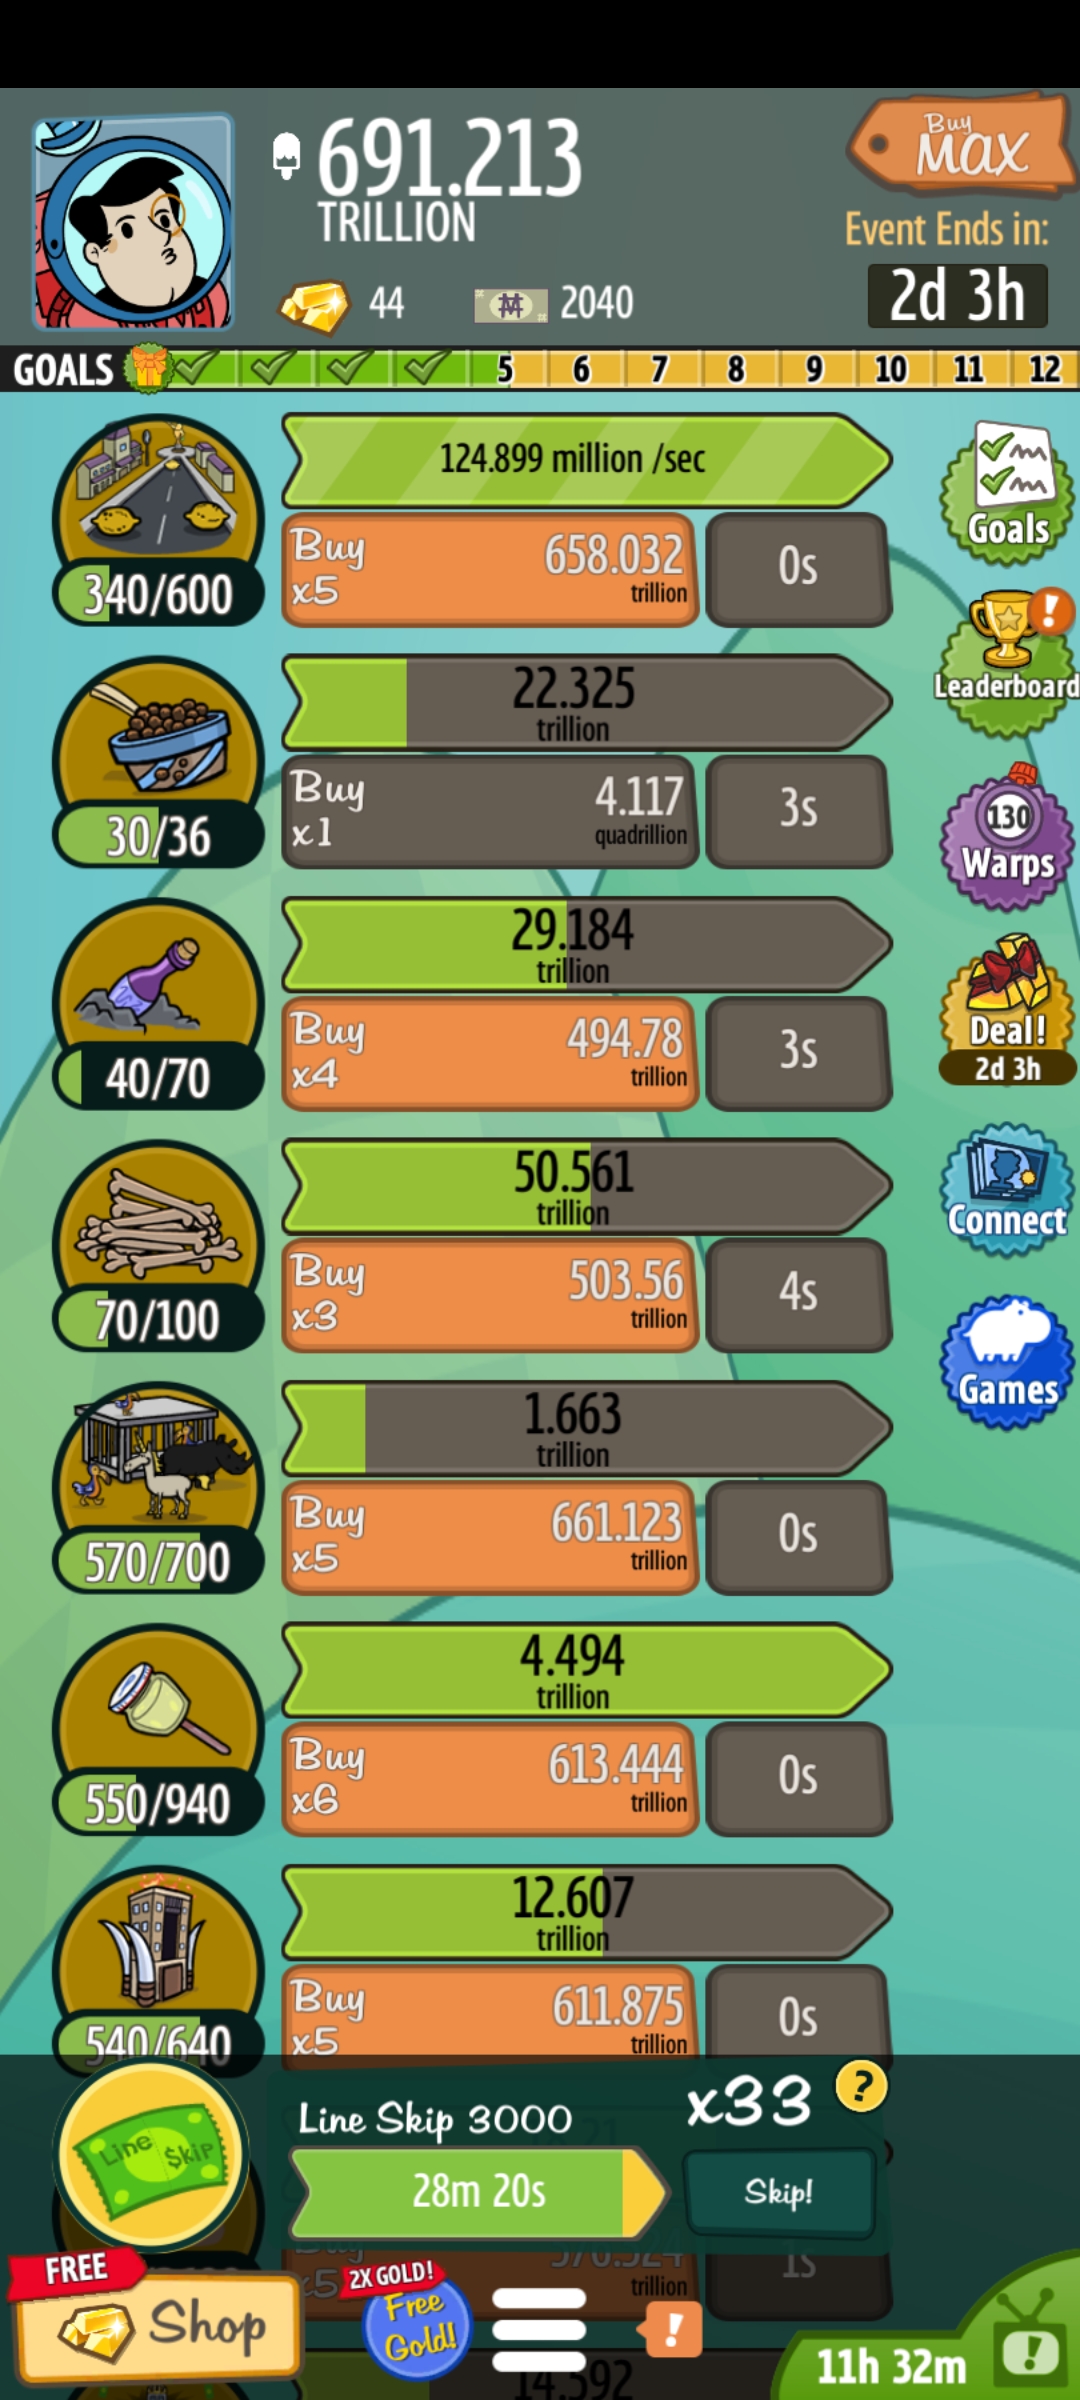 691.213
TRILLION
Buy
MAX
Event Ends in:
2d 3h
44
2040
GOALS
5 6 7 8 9 10 11 12
124.899 million /sec
Buy
x5
658.032
trillion
0s
340/600
Goals
22.325
trillion
Buy
x1
4.117
quadrillion
3s
30/36
Leaderboard
29.184
trillion
Buy
x4
494.78
trillion
3s
40/70
130
Warps
Deal!
2d 3h
50.561
trillion
Buy
x3
503.56
trillion
4s
70/100
Connect
1.663
trillion
Buy
x5
661.123
trillion
0s
570/700
Games
4.494
trillion
Buy
x6
613.444
trillion
0s
550/940
12.607
trillion
Buy
x5
611.875
trillion
0s
540/640
Line Skip
Line Skip 3000
x33
?
28m 20s
Skip!
Buy
x5
trillion
1s
FREE
Shop
2X GOLD!
Free
Gold!
!
14.592
11h 32m
!